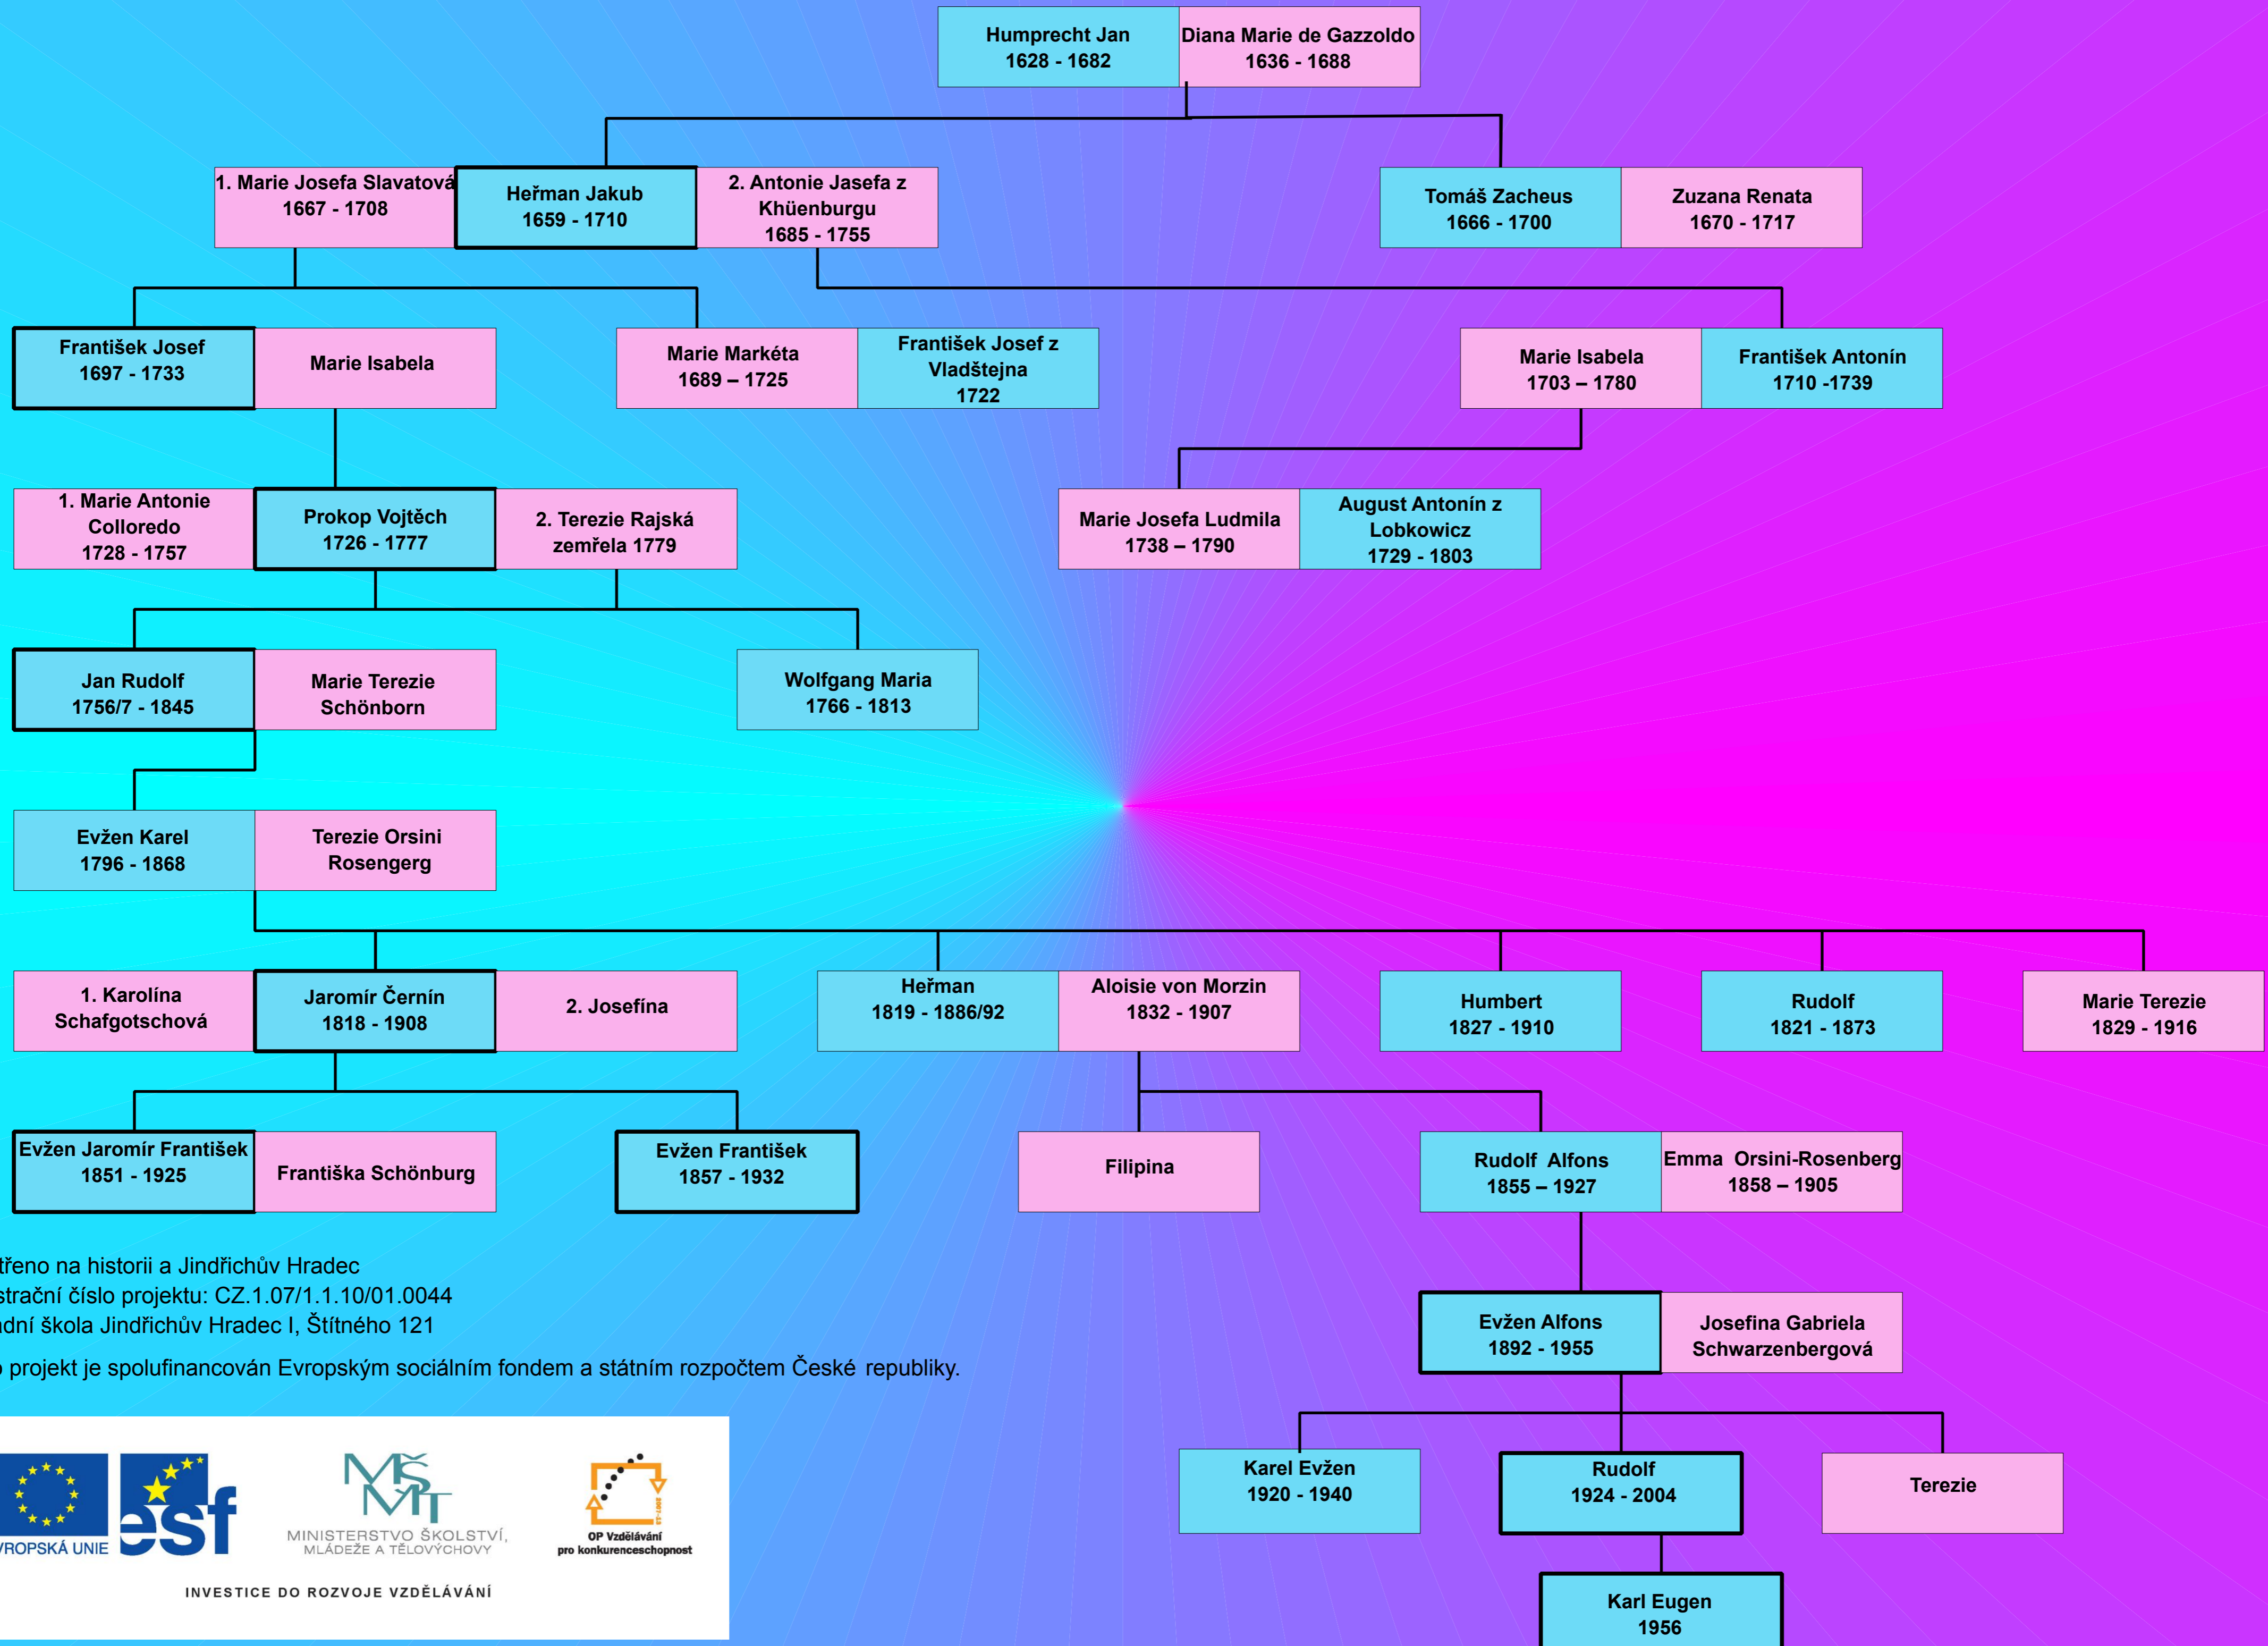 Humprecht Jan
1628 - 1682
Diana Marie de Gazzoldo
1636 - 1688
1. Marie Josefa Slavatová
1667 - 1708
Heřman Jakub
1659 - 1710
2. Antonie Jasefa z
Khüenburgu
1685 - 1755
Tomáš Zacheus
1666 - 1700
Zuzana Renata
1670 - 1717
František Josef
1697 - 1733
Marie Isabela
Marie Markéta
1689 – 1725
František Josef z
Vladštejna
1722
Marie Isabela
1703 – 1780
František Antonín
1710 -1739
1. Marie Antonie
Colloredo
1728 - 1757
Prokop Vojtěch
1726 - 1777
2. Terezie Rajská
zemřela 1779
Marie Josefa Ludmila
1738 – 1790
August Antonín z
Lobkowicz
1729 - 1803
Jan Rudolf
1756/7 - 1845
Marie Terezie
Schönborn
Wolfgang Maria
1766 - 1813
Evžen Karel
1796 - 1868
Terezie Orsini
Rosengerg
1. Karolína
Schafgotschová
Jaromír Černín
1818 - 1908
2. Josefína
Heřman
1819 - 1886/92
Aloisie von Morzin
1832 - 1907
Humbert
1827 - 1910
Rudolf
1821 - 1873
Marie Terezie
1829 - 1916
Evžen Jaromír František
1851 - 1925
Františka Schönburg
Evžen František
1857 - 1932
Filipina
Rudolf Alfons
1855 – 1927
Emma Orsini-Rosenberg
1858 – 1905
třeno na historii a Jindřichův Hradec
strační číslo projektu: CZ.1.07/1.1.10/01.0044
adní škola Jindřichův Hradec I, Štítného 121
o projekt je spolufinancován Evropským sociálním fondem a státním rozpočtem České republiky.
Evžen Alfons
1892 - 1955
Josefina Gabriela
Schwarzenbergová
Karel Evžen
1920 - 1940
Rudolf
1924 - 2004
Terezie
Karl Eugen
1956
VROPSKÁ UNIE
esf
MŠMT
MINISTERSTVO ŠKOLSTVÍ,
MLÁDEŽE A TĚLOVÝCHOVY
OP Vzdělávání
pro konkurenceschopnost
INVESTICE DO ROZVOJE VZDĚLÁVÁNÍ